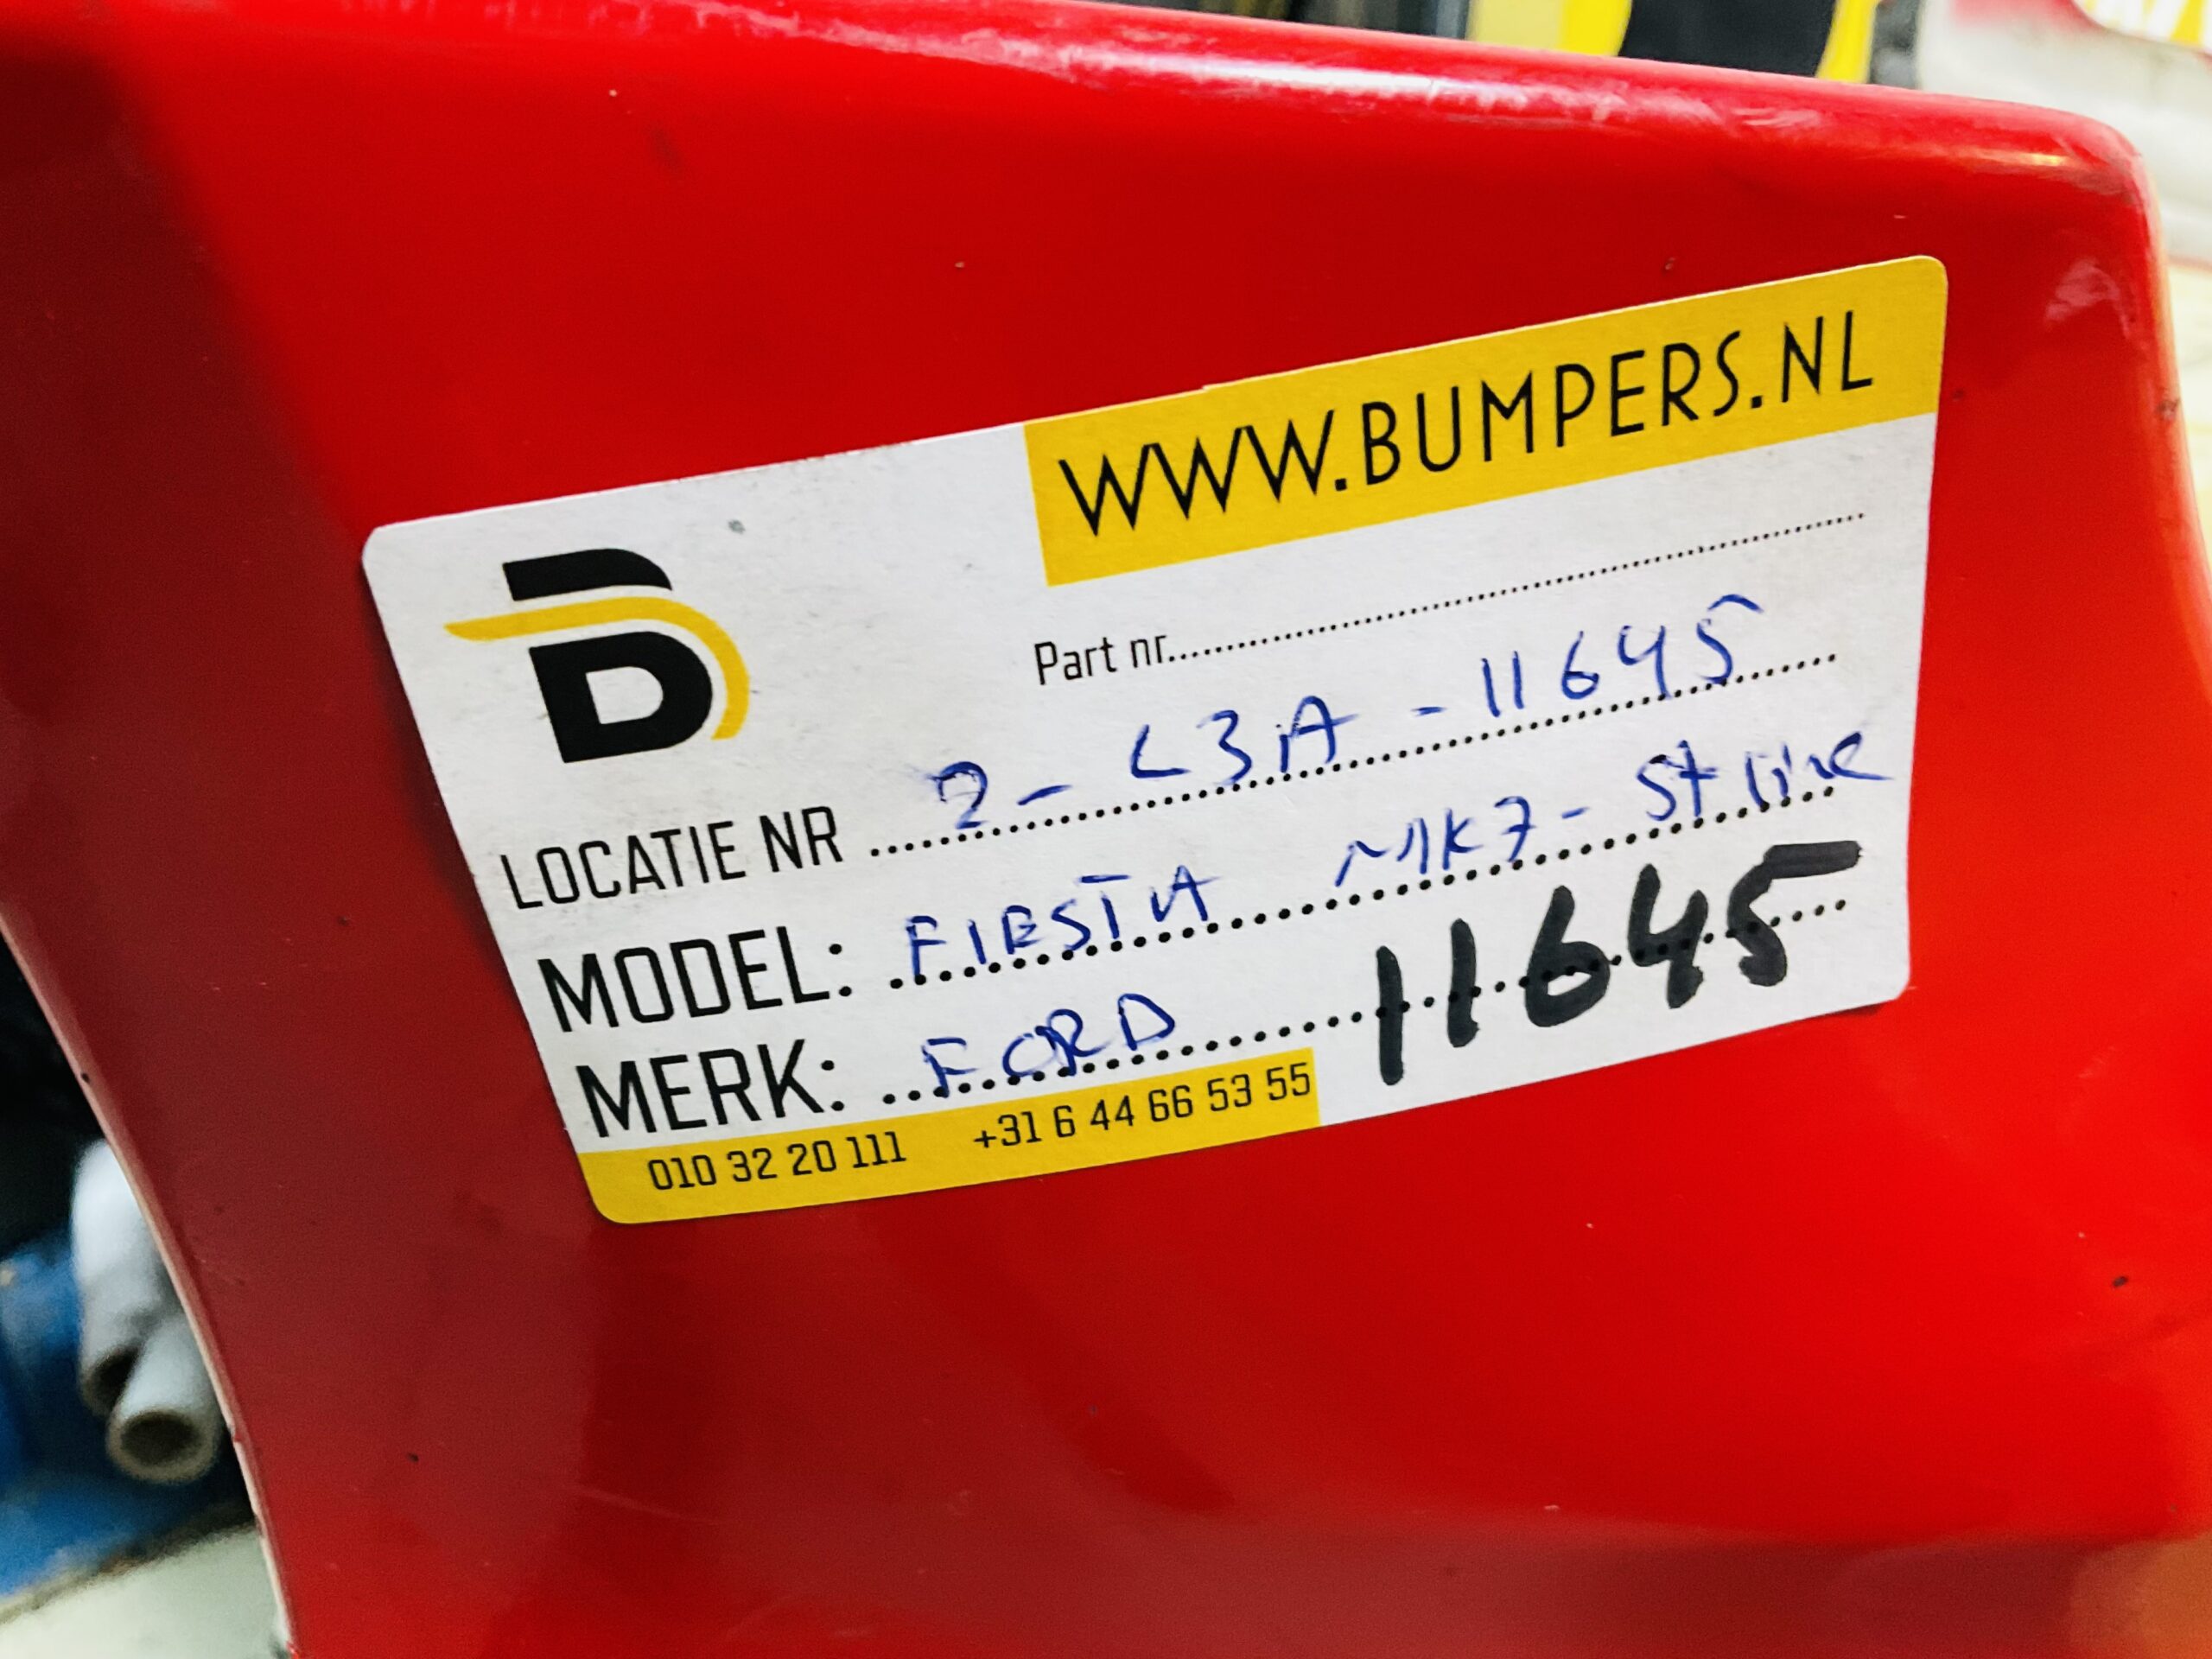 WWW.BUMPERS.NL
B
Part nr.
LOCATIE NR 2- L3A - 11645
MODEL: FIESTA MK7 - St line
MERK: FORD 11645
010 32 20 111 +31 6 44 66 53 55